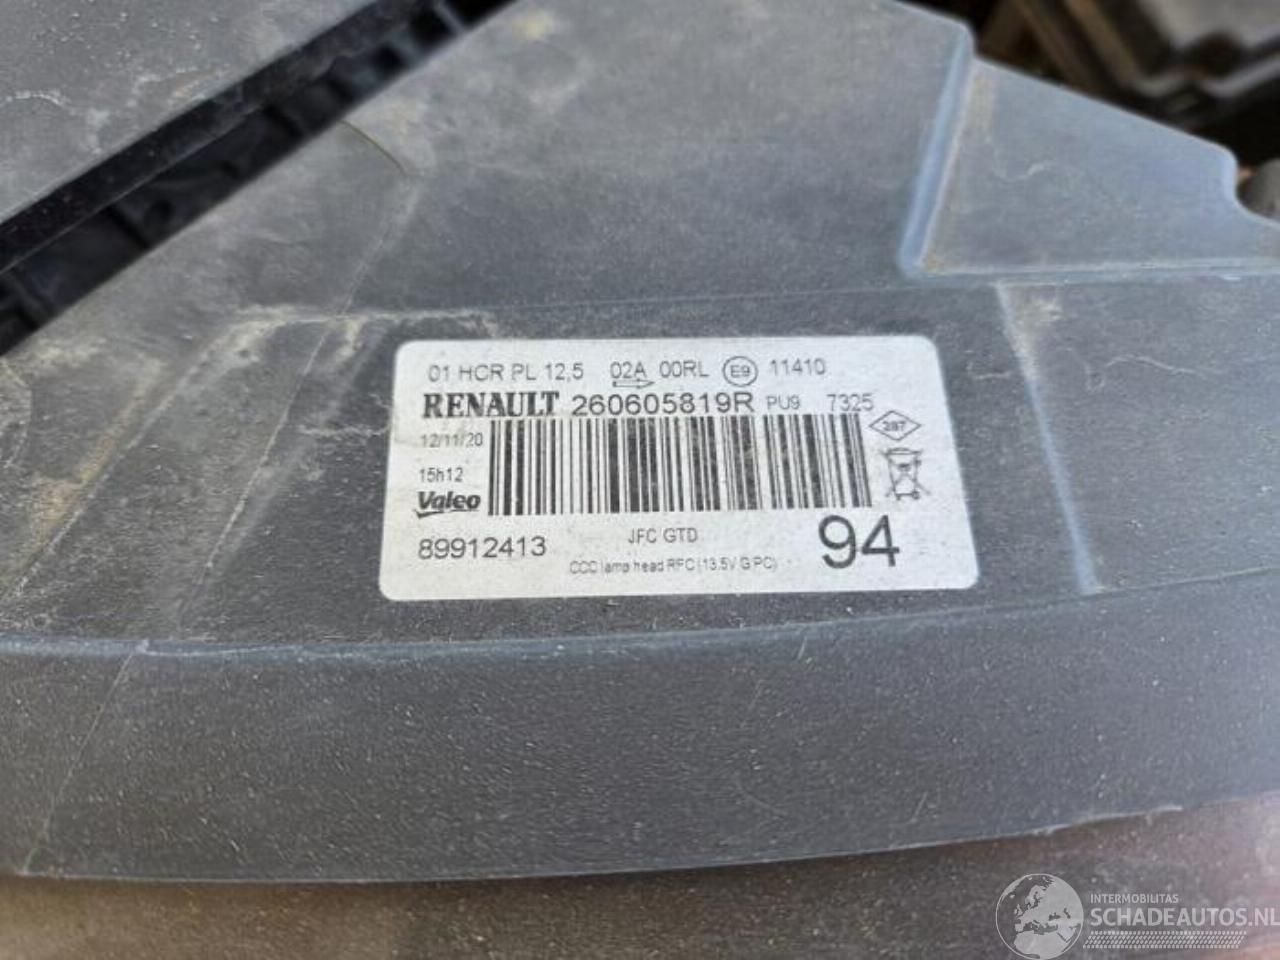 01 HCR PL 12,5 02A 00RL E9 11410
RENAULT 260605819R PU9 7325
12/11/20
287
15h12
Valeo
89912413
JFC GTD
94
CCC lamp head RFC (13.5V G PC)
INTERMOBILITAS
SCHADEAUTOS.NL